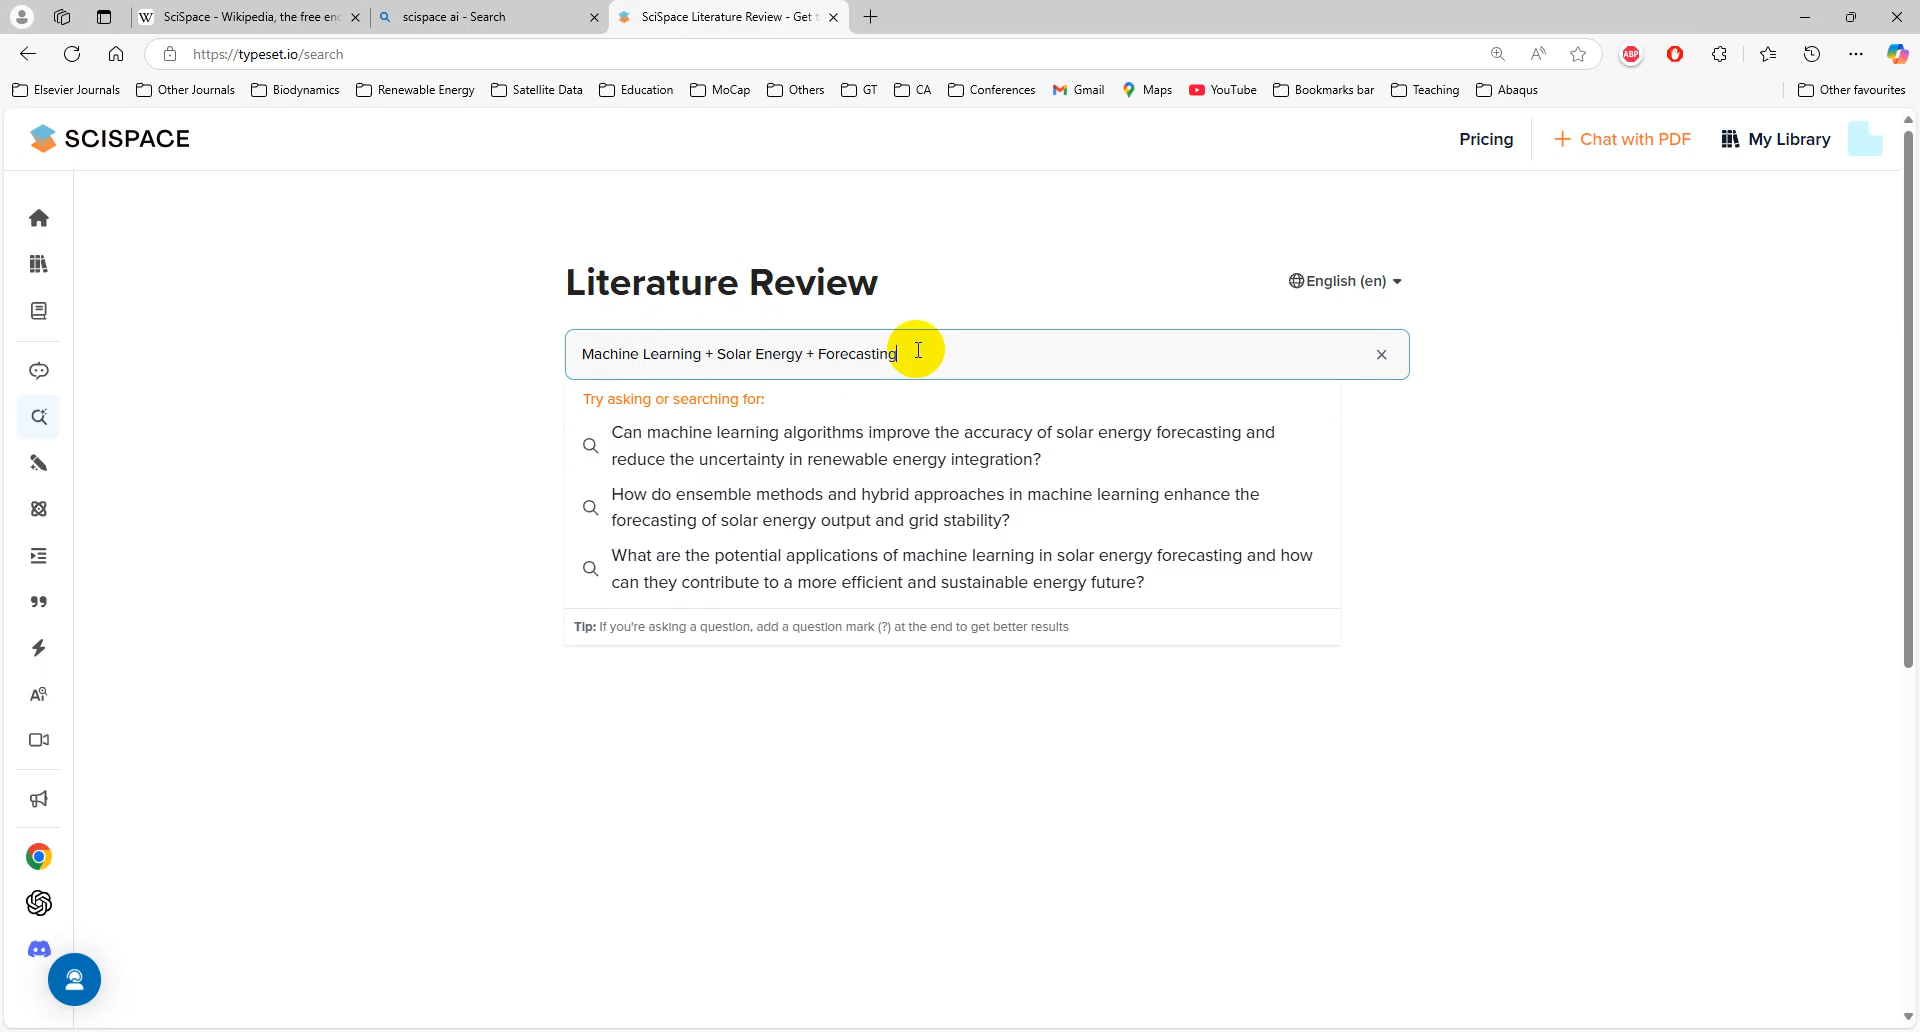 SciSpace - Wikipedia, the free en
scispace ai - Search
SciSpace Literature Review - Get t
https://typeset.io/search
ABP
Elsevier Journals
Other Journals
Biodynamics
Renewable Energy
Satellite Data
Education
MoCap
Others
GT
CA
Conferences
Gmail
Maps
YouTube
Bookmarks bar
Teaching
Abaqus
Other favourites
SCISPACE
Pricing
Chat with PDF
My Library
Literature Review
English (en)
Machine Learning + Solar Energy + Forecasting
Try asking or searching for:
Can machine learning algorithms improve the accuracy of solar energy forecasting and
reduce the uncertainty in renewable energy integration?
How do ensemble methods and hybrid approaches in machine learning enhance the
forecasting of solar energy output and grid stability?
What are the potential applications of machine learning in solar energy forecasting and how
can they contribute to a more efficient and sustainable energy future?
Tip: If you're asking a question, add a question mark (?) at the end to get better results